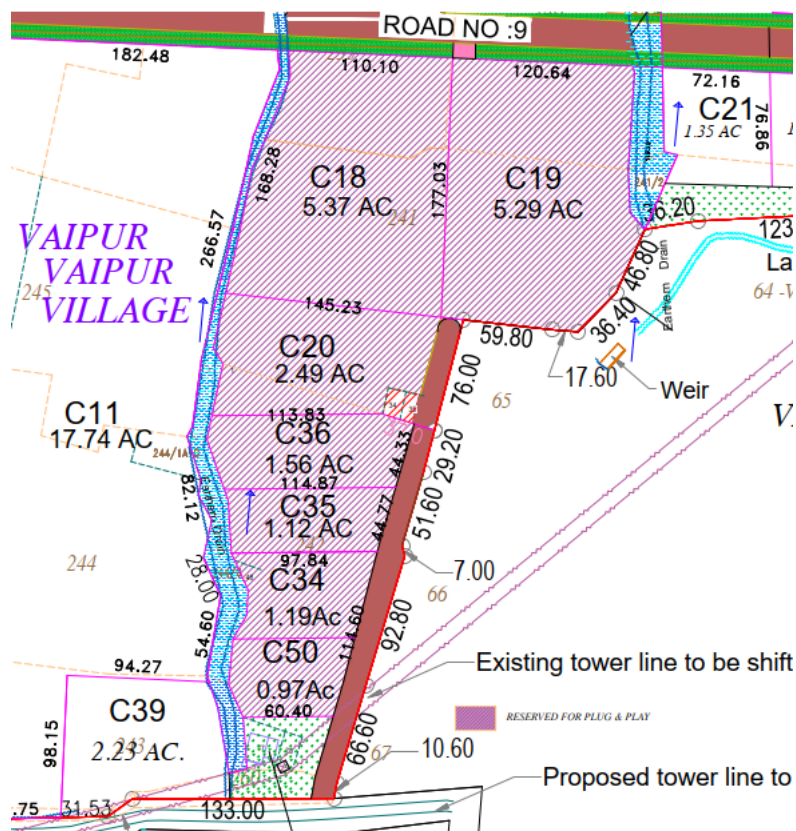 ROAD NO :9
182.48
110.10
120.64
72.16
C21
1.35 AC
76.86
168.28
C18
5.37 AC
241
177.03
C19
5.29 AC
241/2
266.57
VAIPUR
VAIPUR
VILLAGE
245
36.20
123
46.80
Earthern Drain
La
64 -V
145.23
36.40
59.80
17.60
Weir
C20
2.49 AC
76.00
65
C11
17.74 AC
113.83
C36
1.56 AC
44.33
29.20
244/1A
82.12
Earthern Drain
114.87
C35
1.12 AC
44.77
51.60
97.84
7.00
244
28.00
C34
1.19Ac
66
92.80
54.60
C50
0.97Ac
114.60
Existing tower line to be shift
94.27
60.40
C39
2.23 AC.
243
98.15
RESERVED FOR PLUG & PLAY
66.60
67
10.60
Proposed tower line to
.75
31.53
133.00